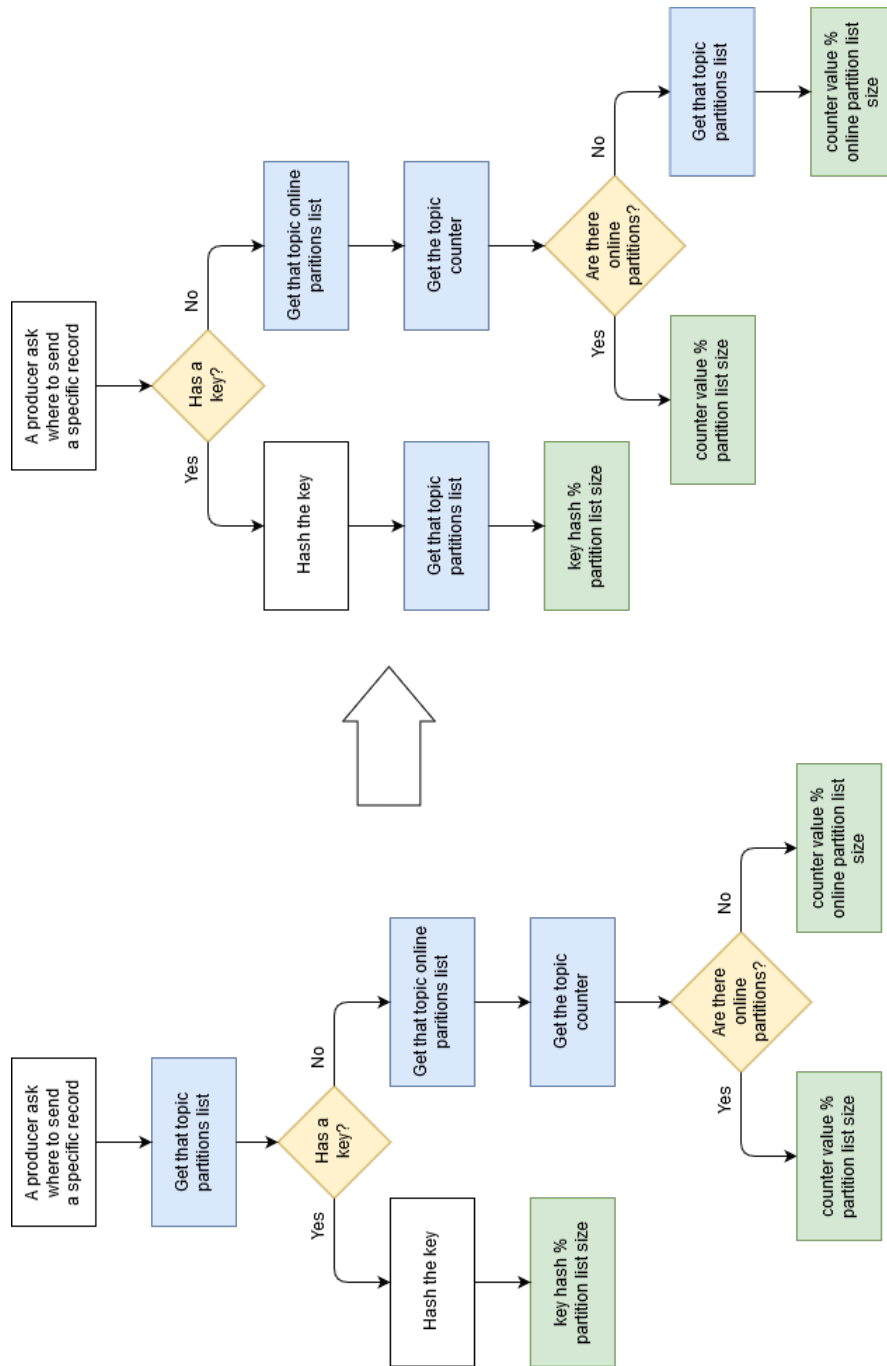 A producer ask
where to send
a specific record
Get that topic
partitions list
Has a
key?
Yes
No
Hash the key
key hash %
partition list size
Get that topic online
paritions list
Get the topic
counter
Are there
online
partitions?
Yes
No
counter value %
partition list size
counter value %
online partition list
size
A producer ask
where to send
a specific record
Has a
key?
Yes
No
Hash the key
Get that topic
partitions list
key hash %
partition list size
Get that topic online
paritions list
Get the topic
counter
Are there
online
partitions?
Yes
No
counter value %
partition list size
Get that topic
partitions list
counter value %
online partition list
size